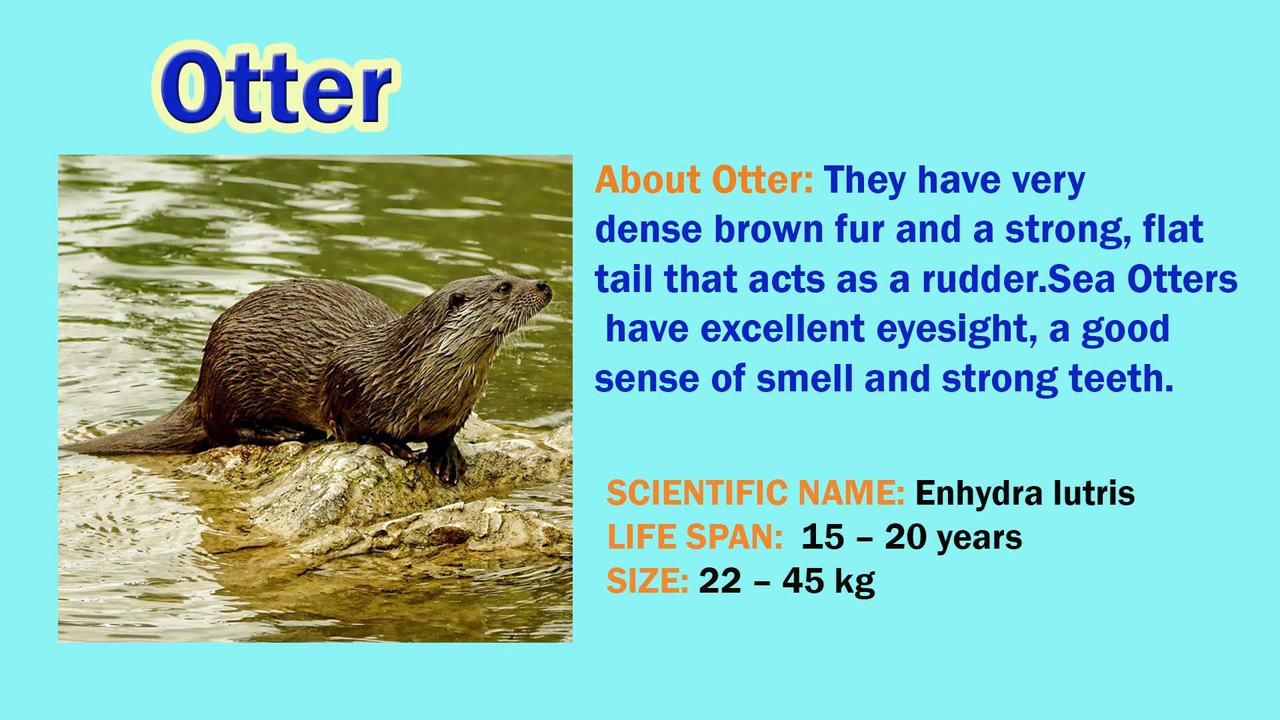 Otter
About Otter: They have very
dense brown fur and a strong, flat
tail that acts as a rudder.Sea Otters
have excellent eyesight, a good
sense of smell and strong teeth.
SCIENTIFIC NAME: Enhydra lutris
LIFE SPAN: 15 – 20 years
SIZE: 22 – 45 kg